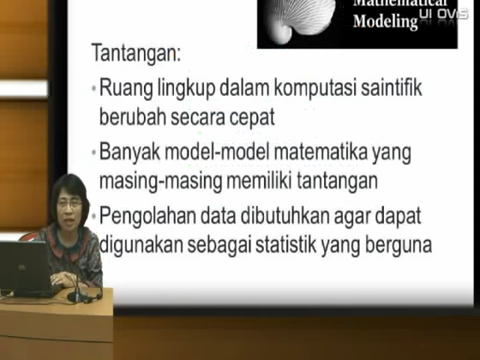 Mathematical
Modeling
UI OVIS
Tantangan:
Ruang lingkup dalam komputasi saintifik
berubah secara cepat
Banyak model-model matematika yang
masing-masing memiliki tantangan
Pengolahan data dibutuhkan agar dapat
digunakan sebagai statistik yang berguna